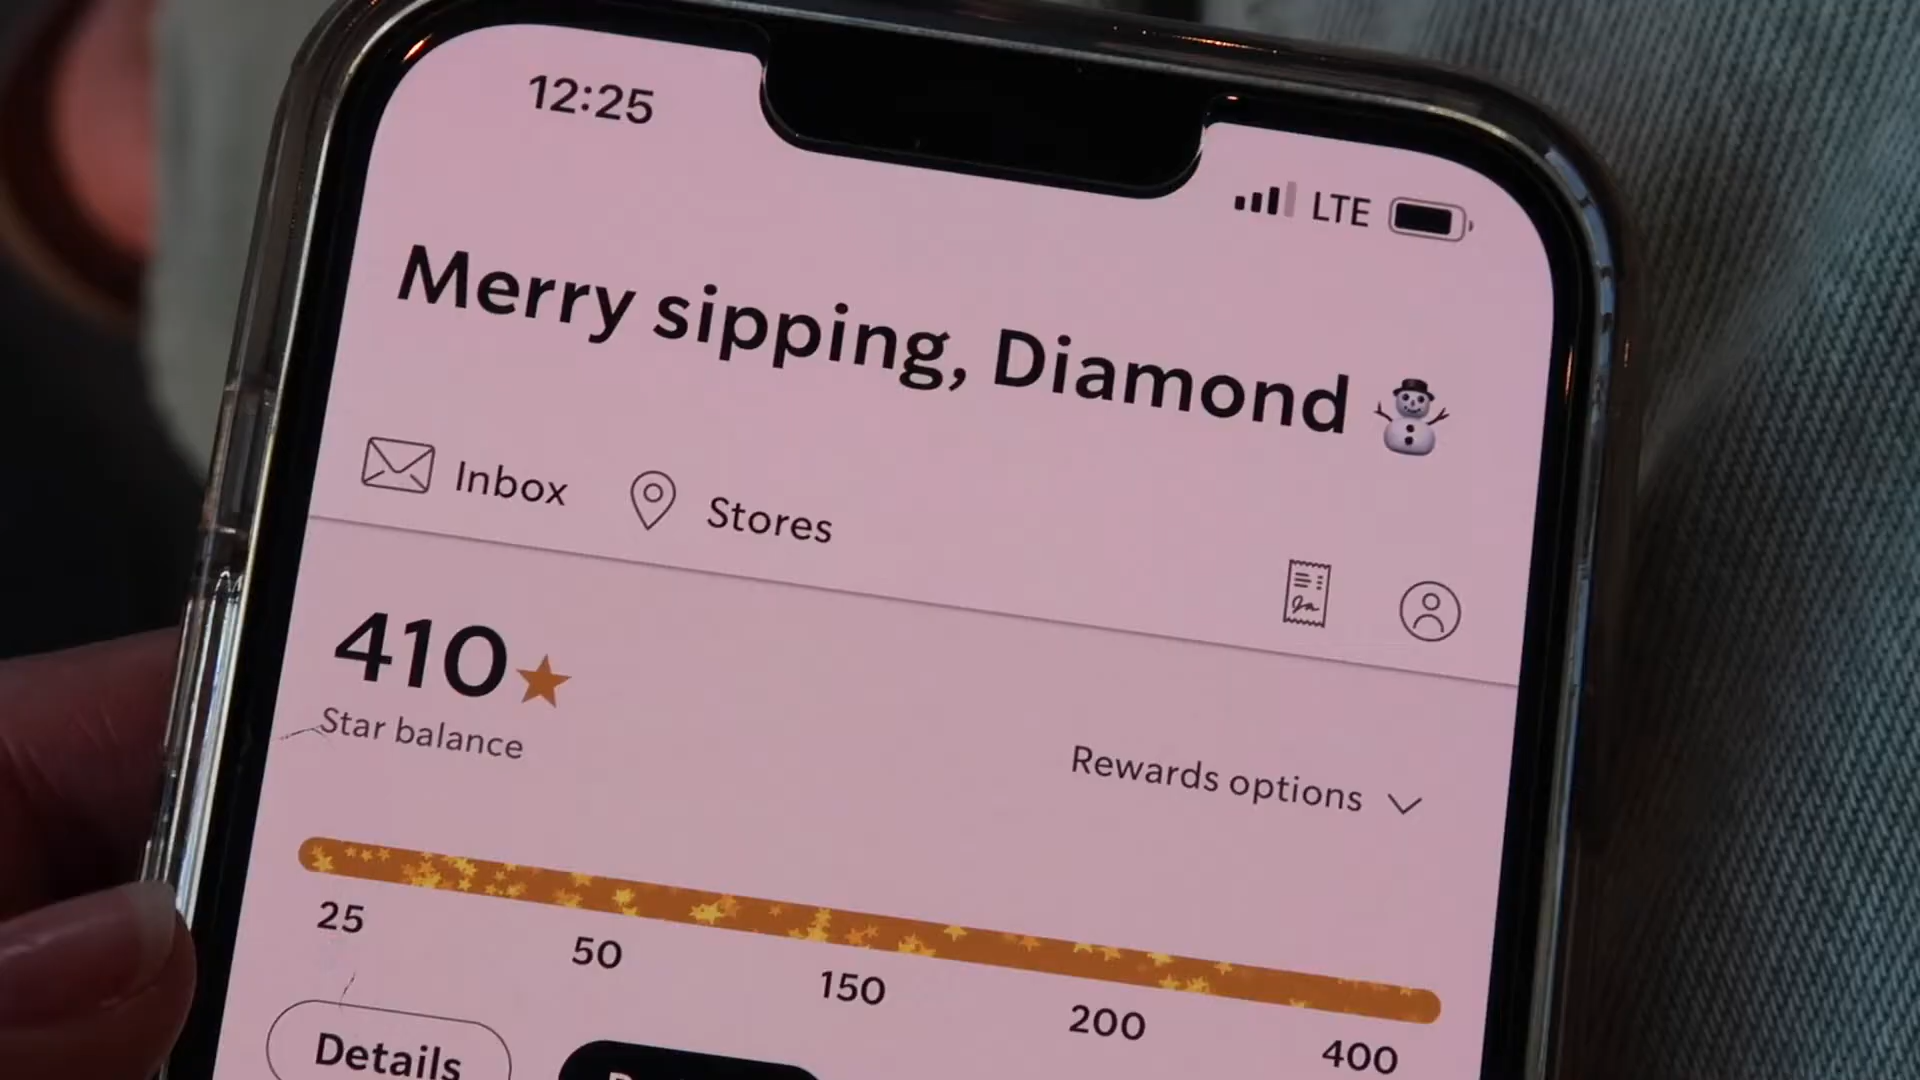 12:25
LTE
Merry sipping, Diamond ⛄
Inbox
Stores
410★
Star balance
Rewards options
25
50
150
200
400
Details